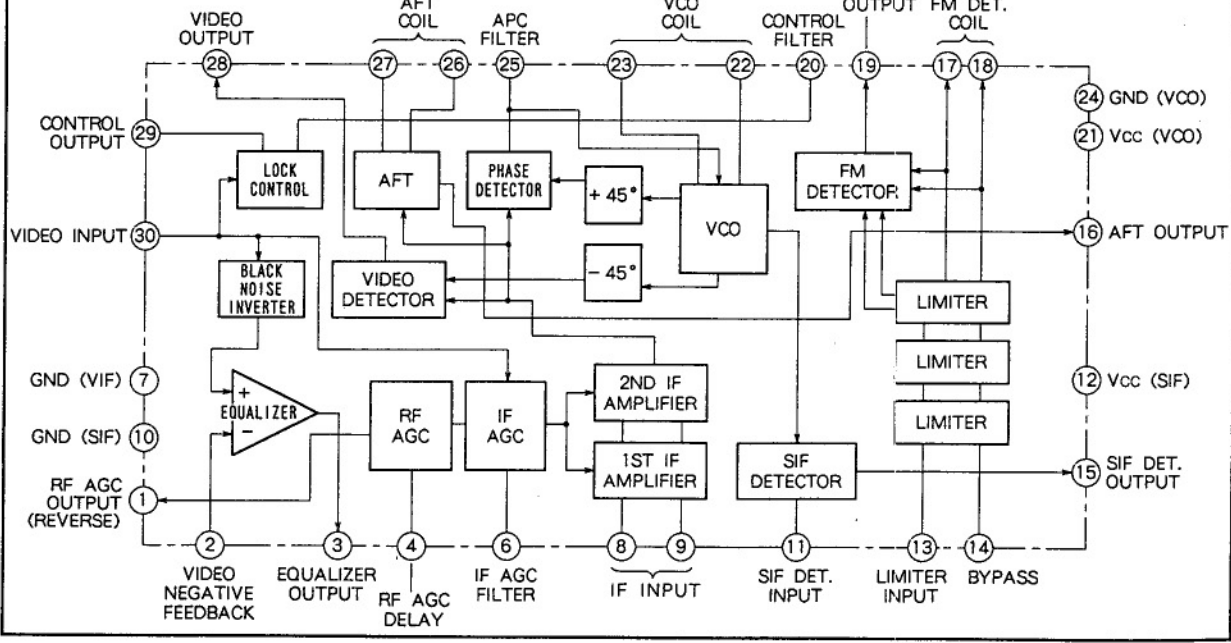 AFT
COIL
VCO
COIL
OUTPUT FM DET.
COIL
VIDEO
OUTPUT
APC
FILTER
CONTROL
FILTER
28
27
26
25
23
22
20
19
17
18
24 GND (VCO)
21 Vcc (VCO)
CONTROL
OUTPUT
29
LOCK
CONTROL
AFT
PHASE
DETECTOR
+ 45°
VCO
FM
DETECTOR
VIDEO INPUT 30
16 AFT OUTPUT
BLACK
NOISE
INVERTER
VIDEO
DETECTOR
- 45°
LIMITER
LIMITER
LIMITER
GND (VIF) 7
12 Vcc (SIF)
GND (SIF) 10
+
EQUALIZER
-
RF
AGC
IF
AGC
2ND IF
AMPLIFIER
1ST IF
AMPLIFIER
SIF
DETECTOR
15 SIF DET.
OUTPUT
RF AGC
OUTPUT
(REVERSE)
1
2
3
4
6
8
9
11
13
14
VIDEO
NEGATIVE
FEEDBACK
EQUALIZER
OUTPUT
RF AGC
DELAY
IF AGC
FILTER
IF INPUT
SIF DET.
INPUT
LIMITER
INPUT
BYPASS